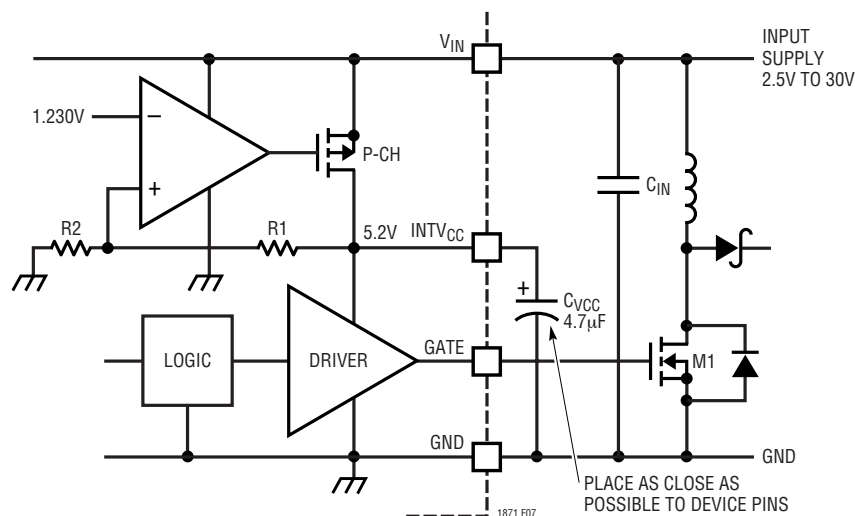 V_IN
INPUT
SUPPLY
2.5V TO 30V
1.230V
−
+
P-CH
C_IN
R2
R1
5.2V
INTV_CC
+
C_VCC
4.7µF
LOGIC
DRIVER
GATE
M1
GND
GND
PLACE AS CLOSE AS
POSSIBLE TO DEVICE PINS
1871 F07